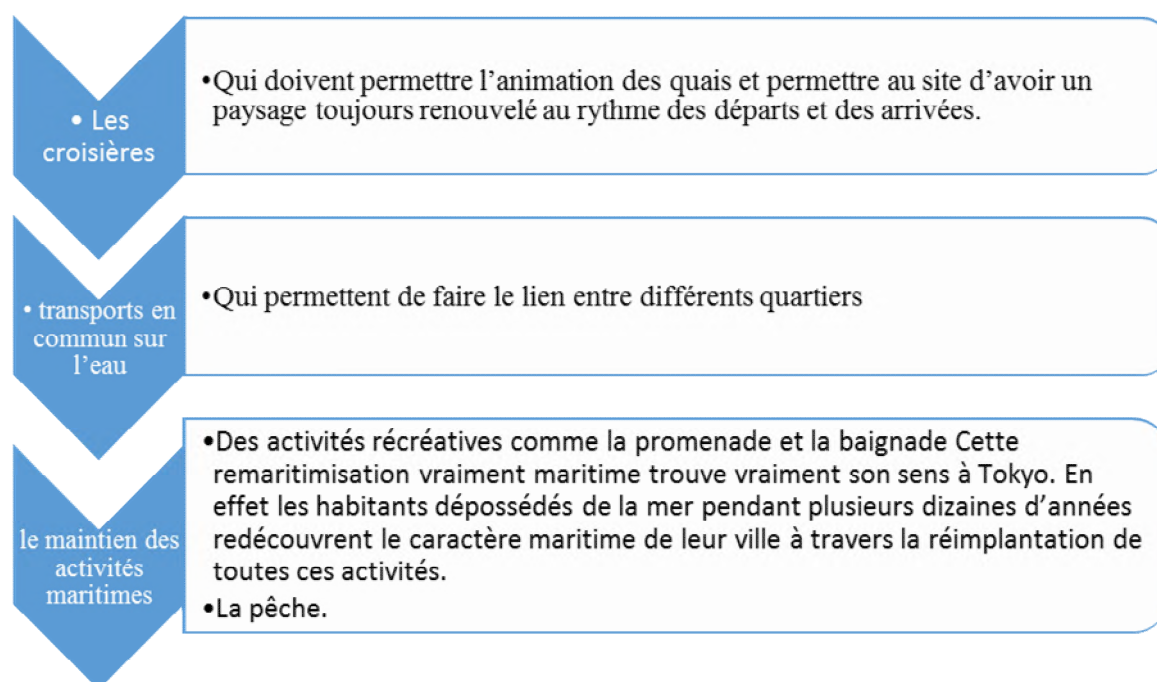 • Les
croisières
•Qui doivent permettre l’animation des quais et permettre au site d’avoir un
paysage toujours renouvelé au rythme des départs et des arrivées.
• transports en
commun sur
l’eau
•Qui permettent de faire le lien entre différents quartiers
le maintien des
activités
maritimes
•Des activités récréatives comme la promenade et la baignade Cette
remaritimisation vraiment maritime trouve vraiment son sens à Tokyo. En
effet les habitants dépossédés de la mer pendant plusieurs dizaines d’années
redécouvrent le caractère maritime de leur ville à travers la réimplantation de
toutes ces activités.
•La pêche.